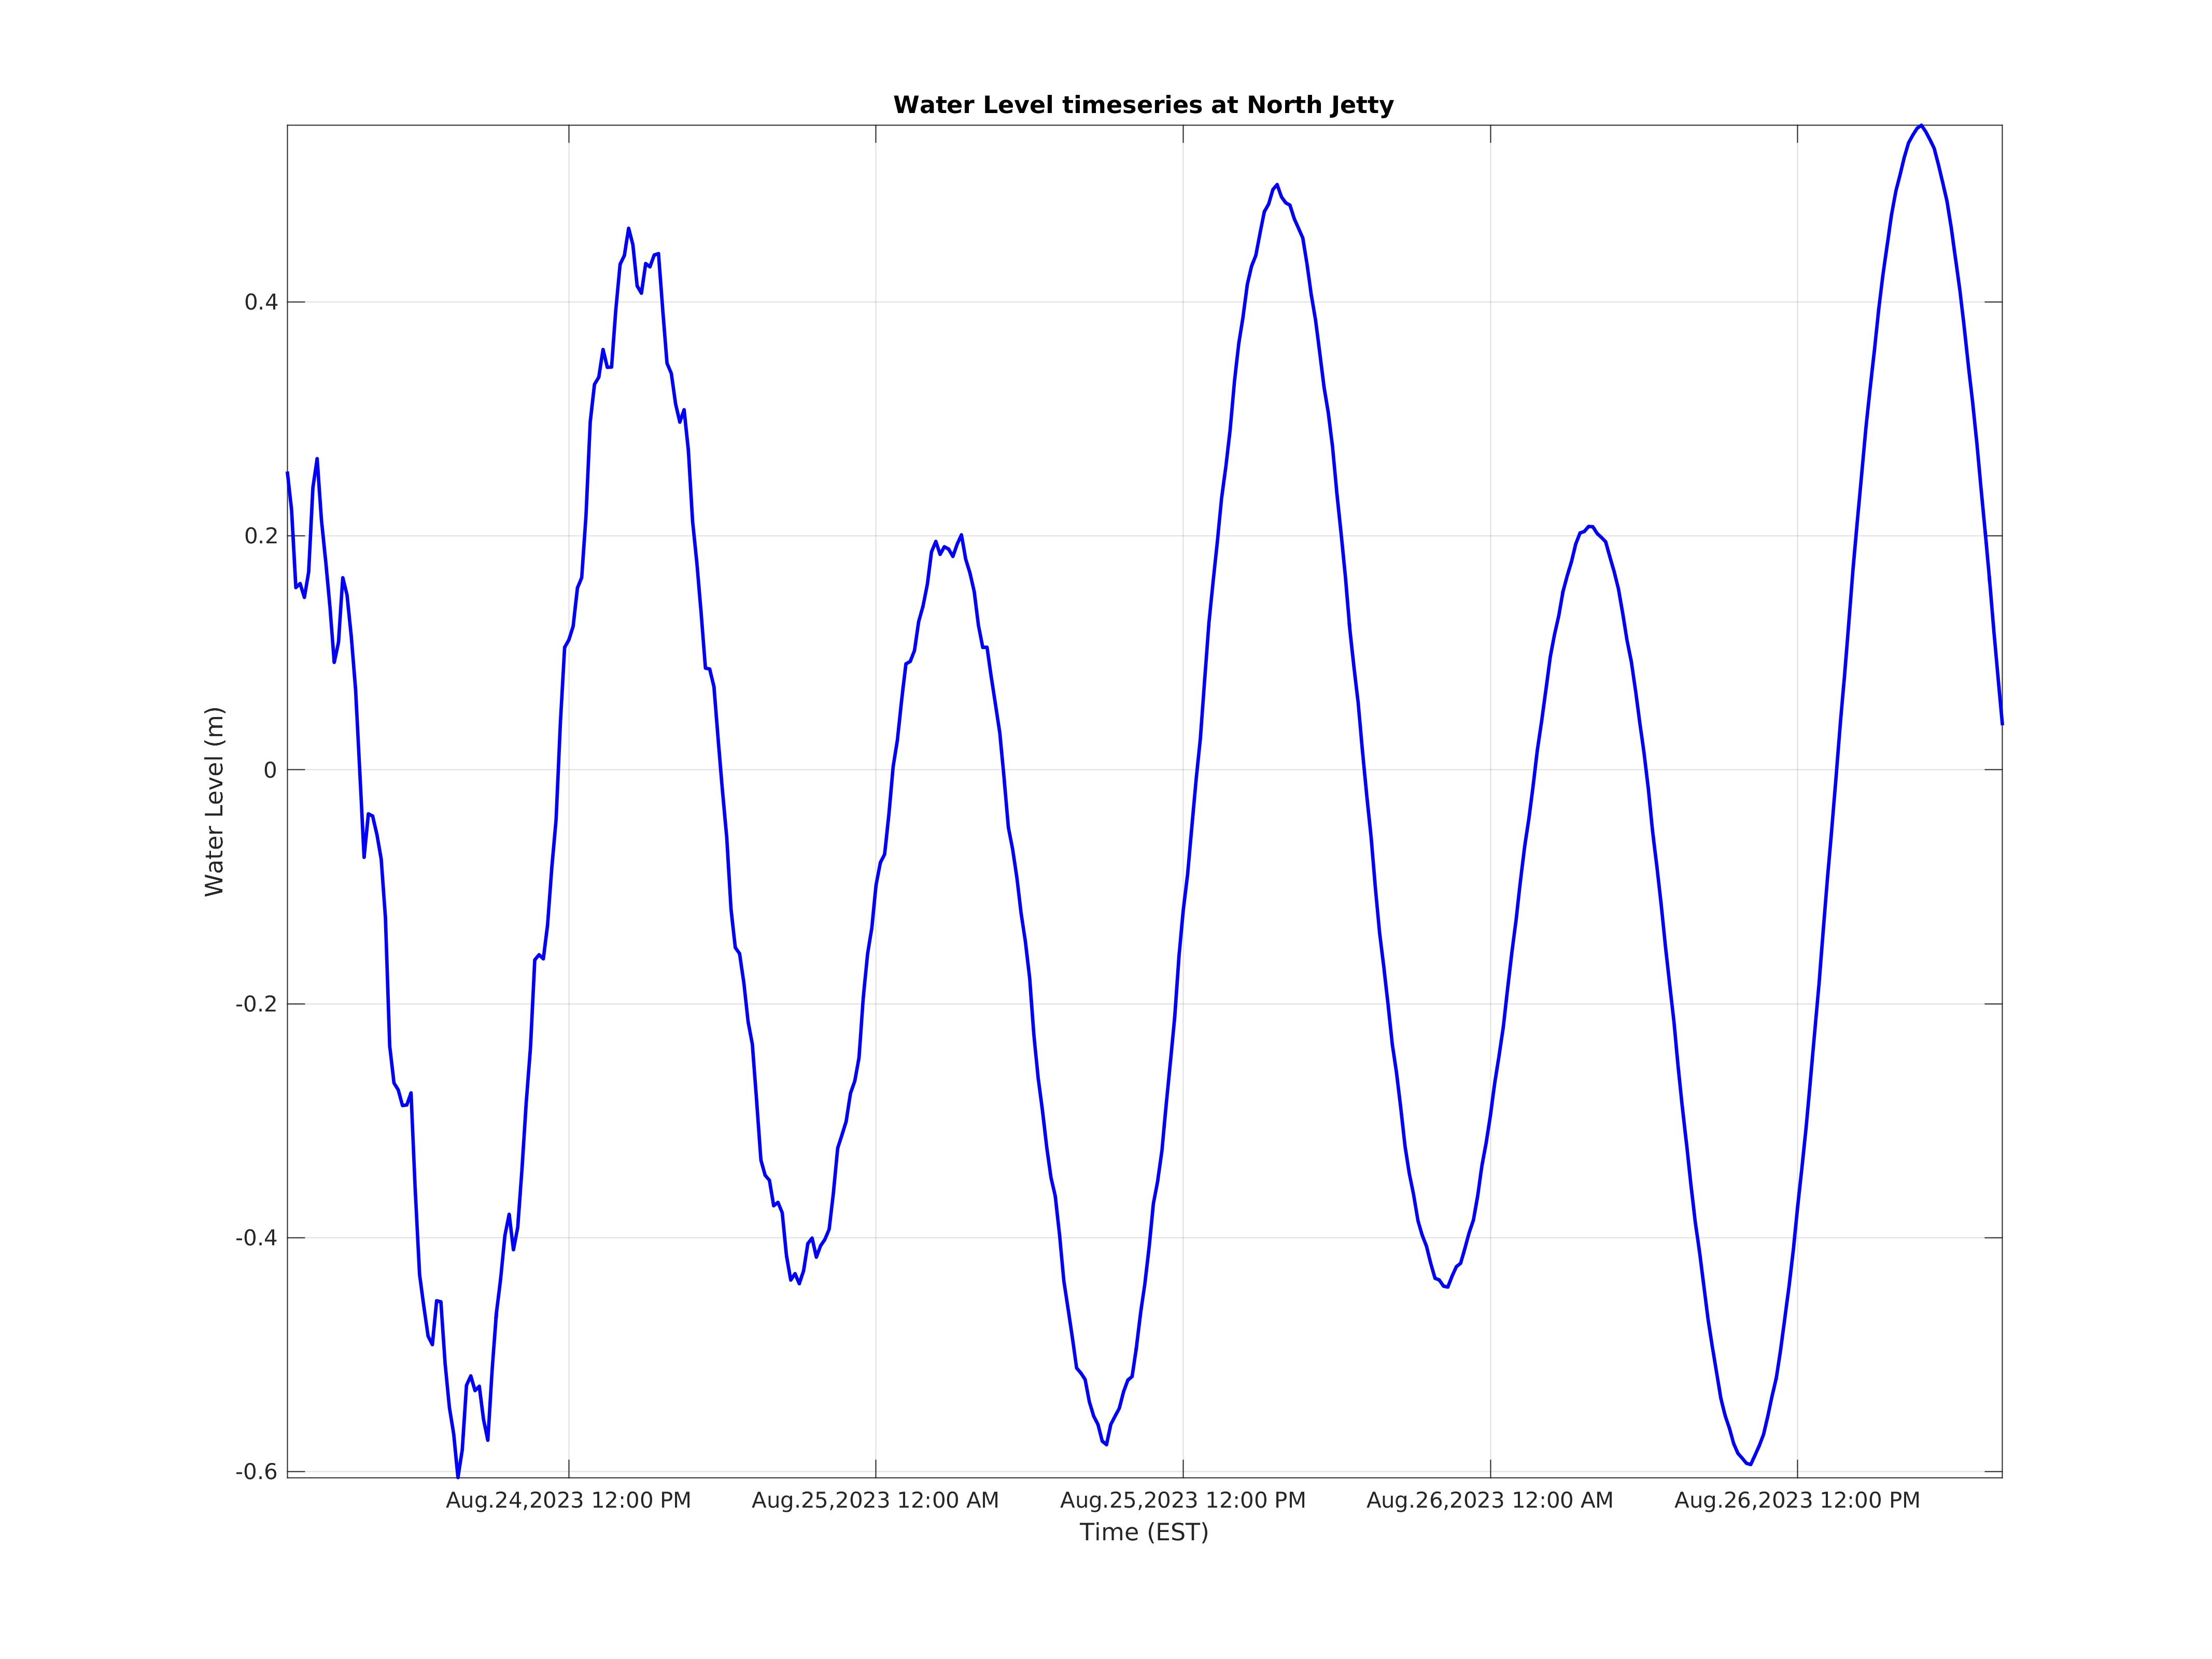 Water Level timeseries at North Jetty
0.4
0.2
0
-0.2
-0.4
-0.6
Water Level (m)
Aug.24,2023 12:00 PM Aug.25,2023 12:00 AM Aug.25,2023 12:00 PM Aug.26,2023 12:00 AM Aug.26,2023 12:00 PM
Time (EST)